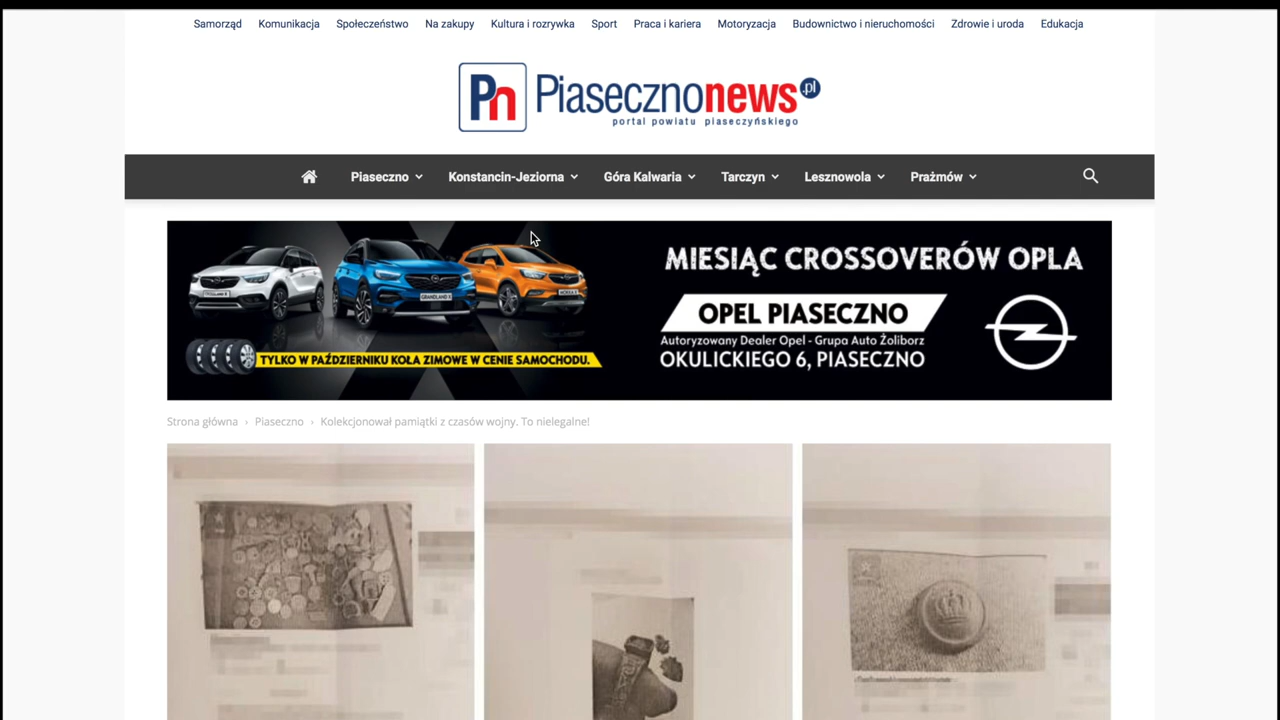 Samorząd Komunikacja Społeczeństwo Na zakupy Kultura i rozrywka Sport Praca i kariera Motoryzacja Budownictwo i nieruchomości Zdrowie i uroda Edukacja
Pn Piasecznonews.pl
portal powiatu piaseczyńskiego
Piaseczno Konstancin-Jeziorna Góra Kalwaria Tarczyn Lesznowola Prażmów
MIESIĄC CROSSOVERÓW OPLA
GRANDLAND X
OPEL PIASECZNO
Autoryzowany Dealer Opel - Grupa Auto Żoliborz
TYLKO W PAŹDZIERNIKU KOŁA ZIMOWE W CENIE SAMOCHODU.
OKULICKIEGO 6, PIASECZNO
Strona główna › Piaseczno › Kolekcjonował pamiątki z czasów wojny. To nielegalne!